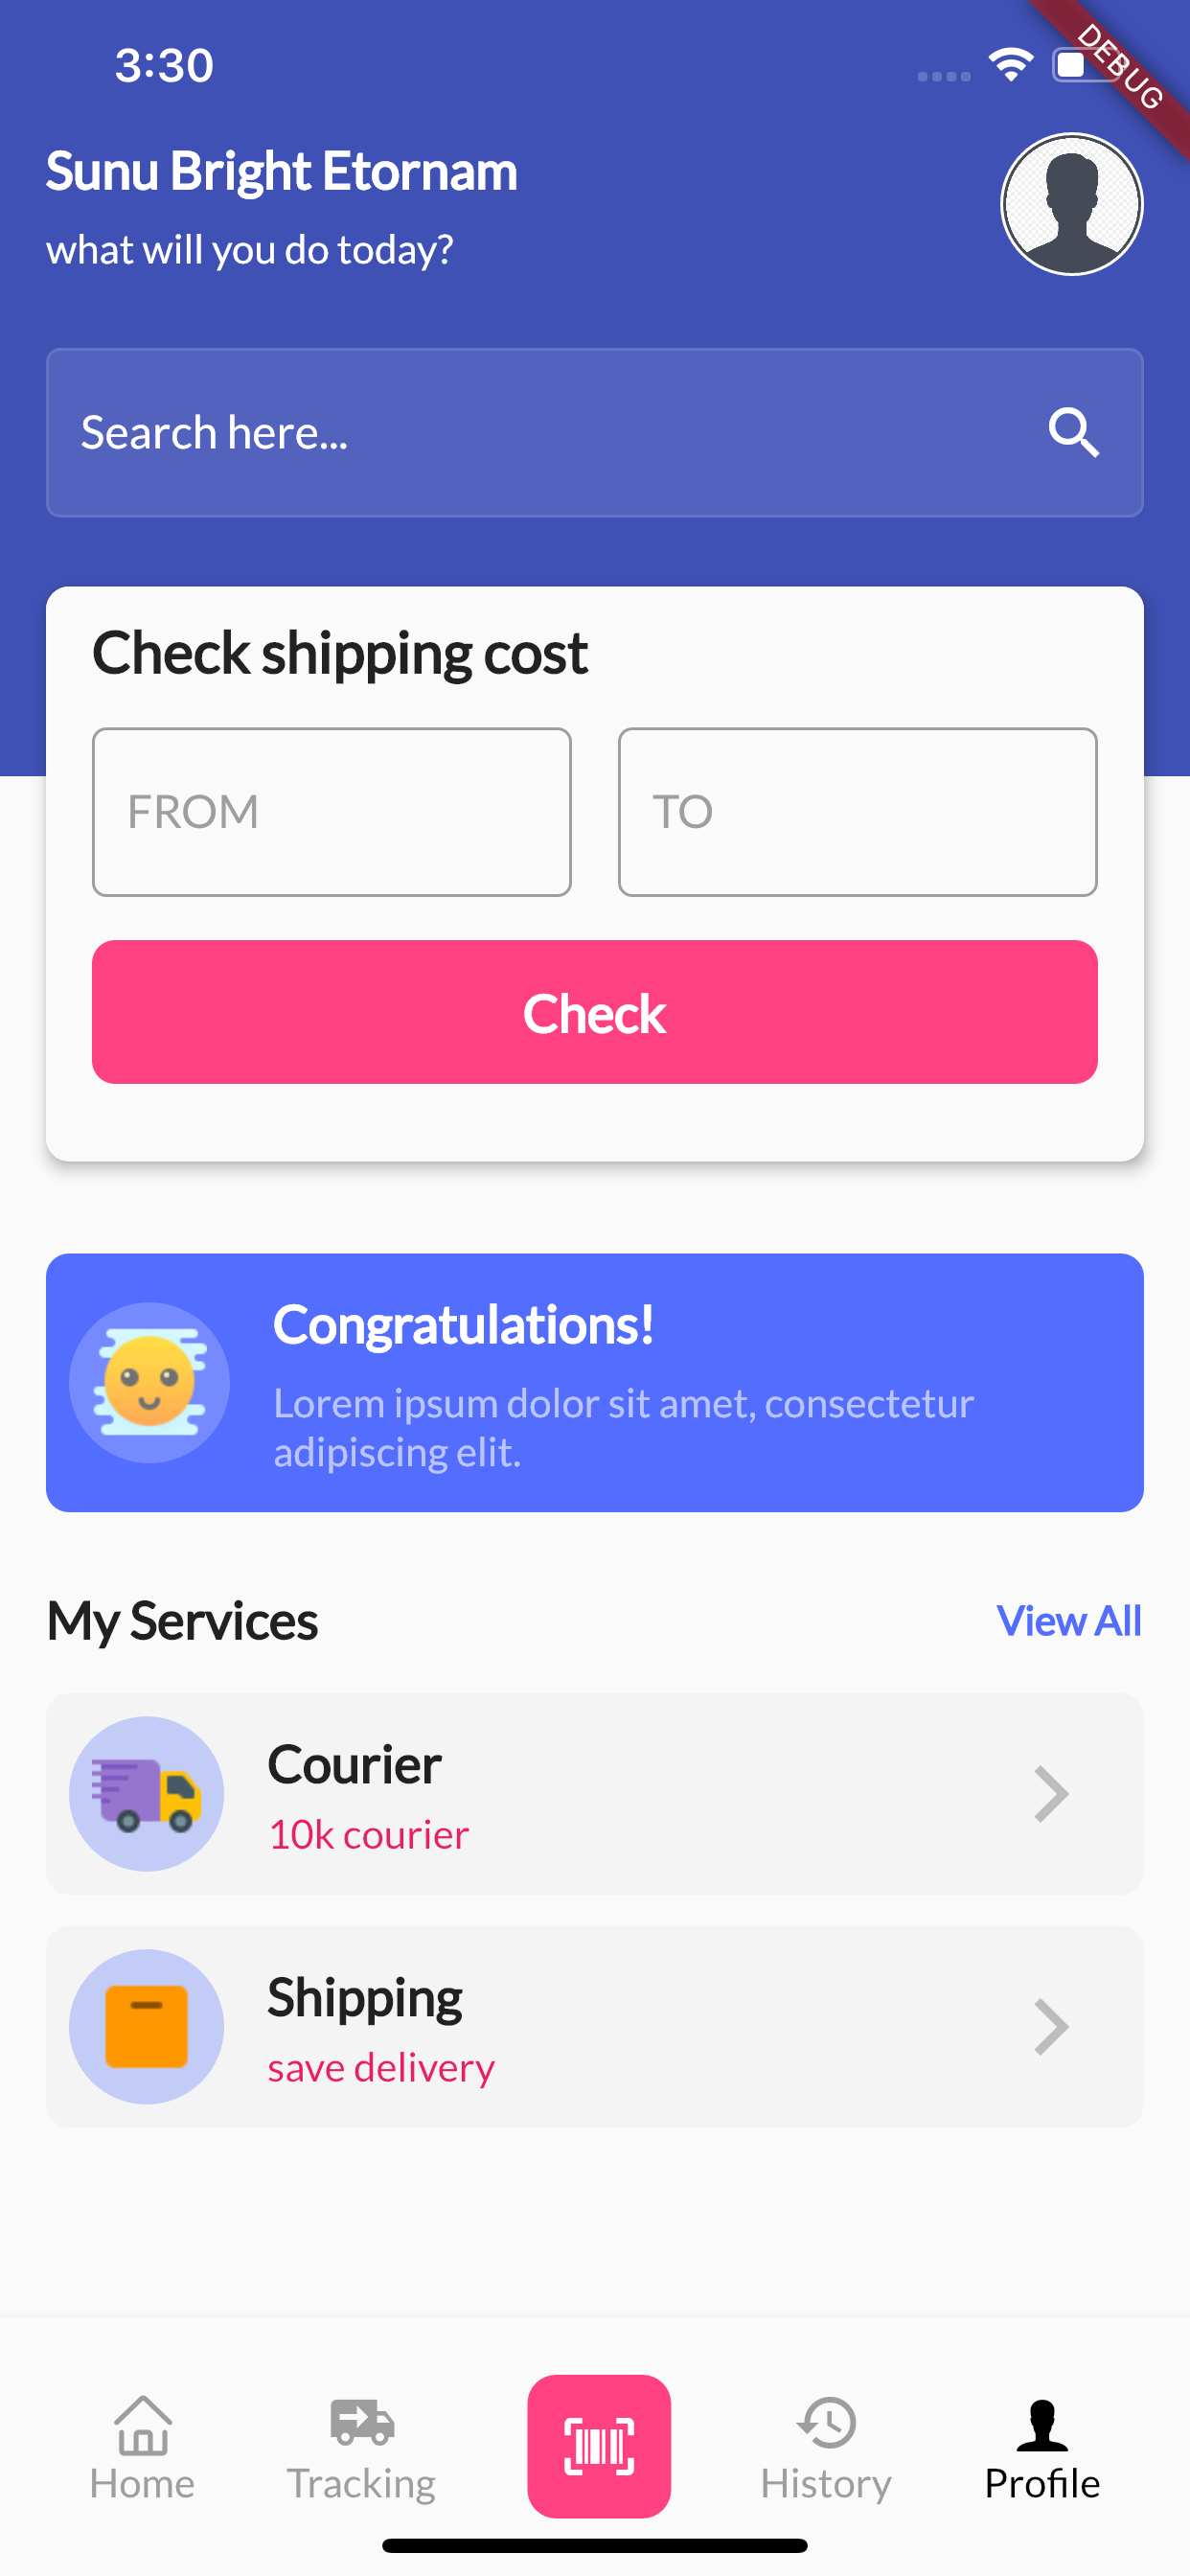 3:30
DEBUG
Sunu Bright Etornam
what will you do today?
Search here...
Check shipping cost
FROM
TO
Check
Congratulations!
Lorem ipsum dolor sit amet, consectetur
adipiscing elit.
My Services
View All
Courier
10k courier
Shipping
save delivery
Home
Tracking
History
Profile